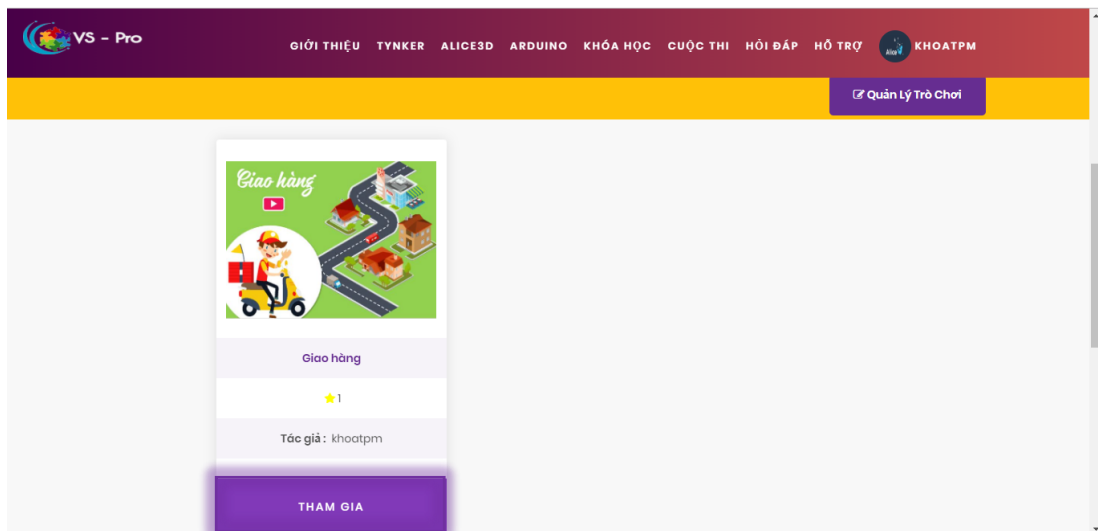 VS - Pro
GIỚI THIỆU TYNKER ALICE3D ARDUINO KHÓA HỌC CUỘC THI HỎI ĐÁP HỖ TRỢ Alice KHOATPM
Quản Lý Trò Chơi
Giao hàng
Giao hàng
1
Tác giả : khoatpm
THAM GIA